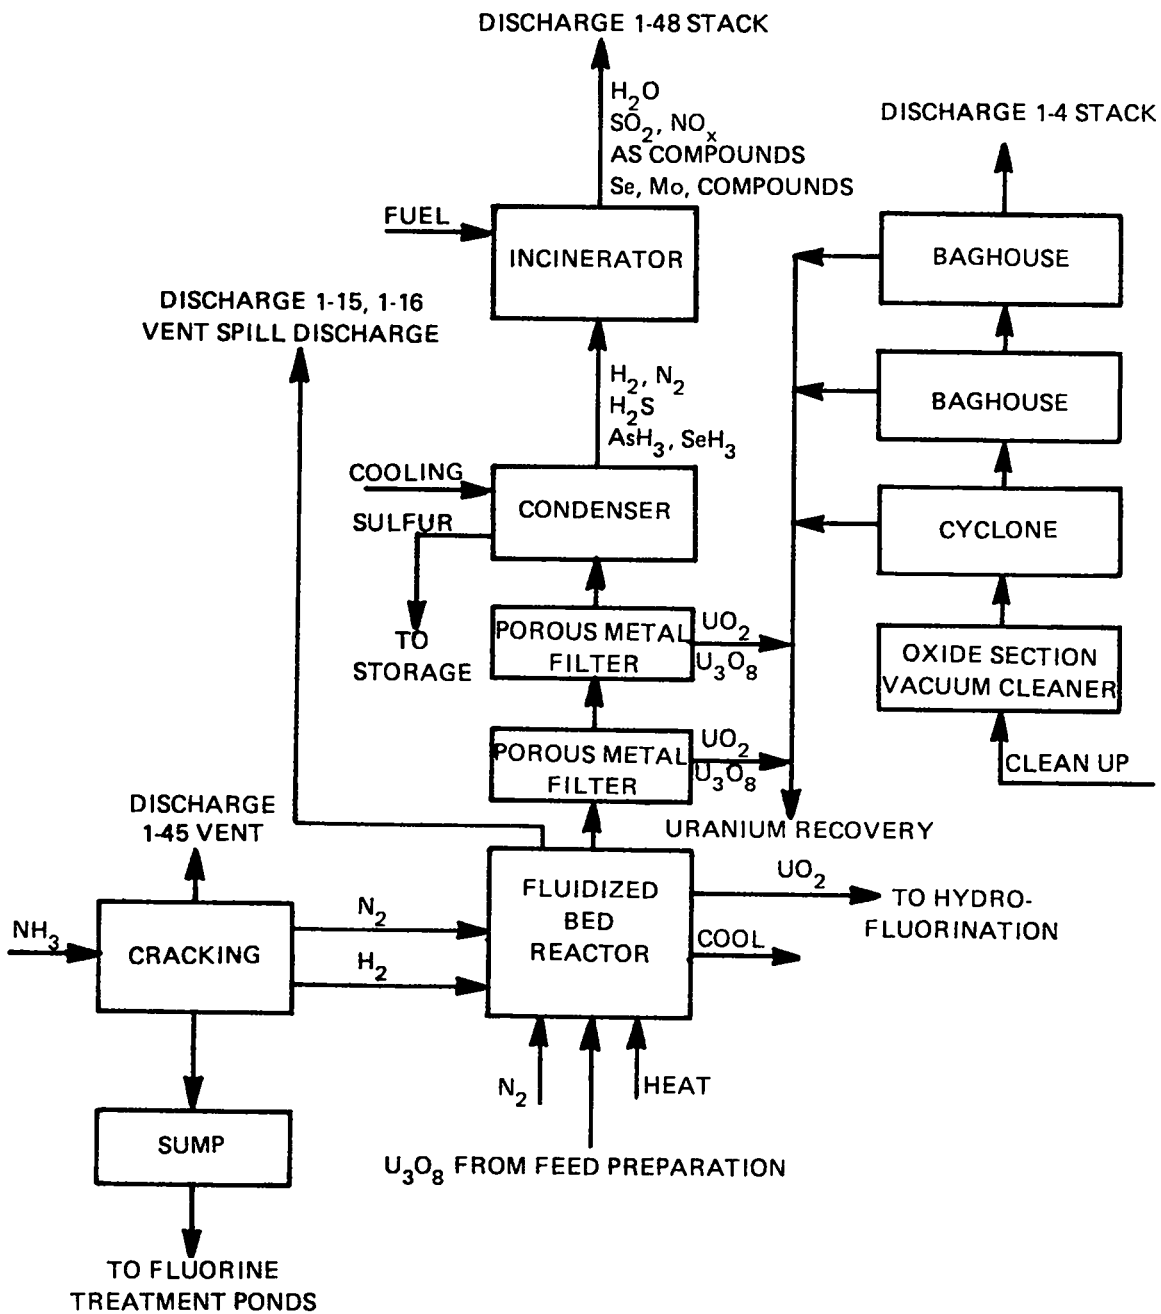 DISCHARGE 1-48 STACK
H₂O
SO₂, NOₓ
AS COMPOUNDS
Se, Mo, COMPOUNDS
DISCHARGE 1-4 STACK
FUEL
INCINERATOR
BAGHOUSE
DISCHARGE 1-15, 1-16
VENT SPILL DISCHARGE
H₂, N₂
H₂S
AsH₃, SeH₃
BAGHOUSE
COOLING
CONDENSER
SULFUR
CYCLONE
TO
STORAGE
POROUS METAL
FILTER
UO₂
U₃O₈
OXIDE SECTION
VACUUM CLEANER
POROUS METAL
FILTER
UO₂
U₃O₈
CLEAN UP
DISCHARGE
1-45 VENT
URANIUM RECOVERY
NH₃
CRACKING
N₂
H₂
FLUIDIZED
BED
REACTOR
UO₂
TO HYDRO-
FLUORINATION
COOL
N₂
HEAT
SUMP
U₃O₈ FROM FEED PREPARATION
TO FLUORINE
TREATMENT PONDS